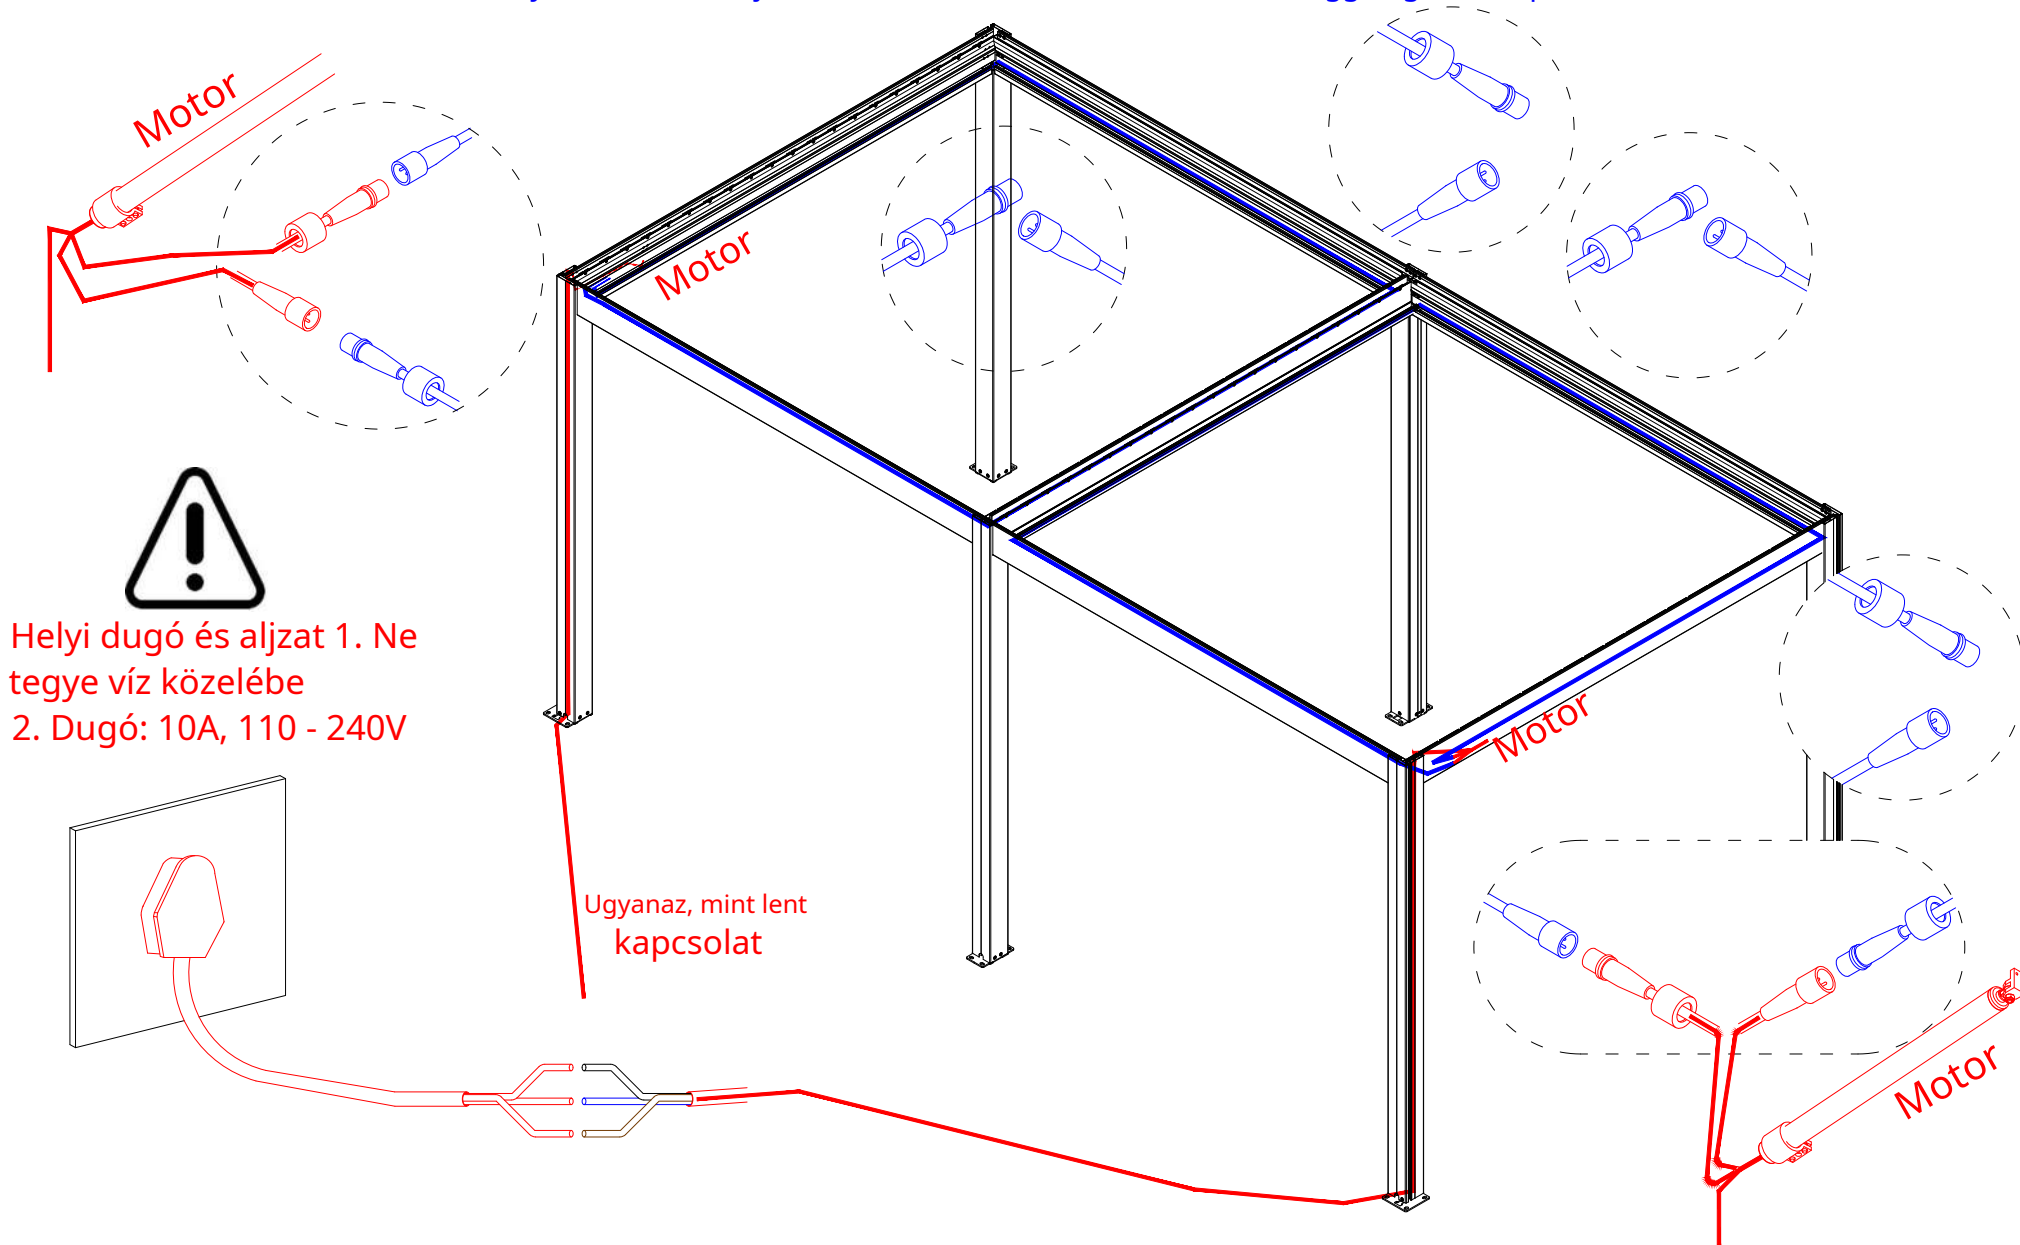 Motor
Motor
Helyi dugó és aljzat 1. Ne
tegye víz közelébe
2. Dugó: 10A, 110 - 240V
Motor
Ugyanaz, mint lent
kapcsolat
Motor